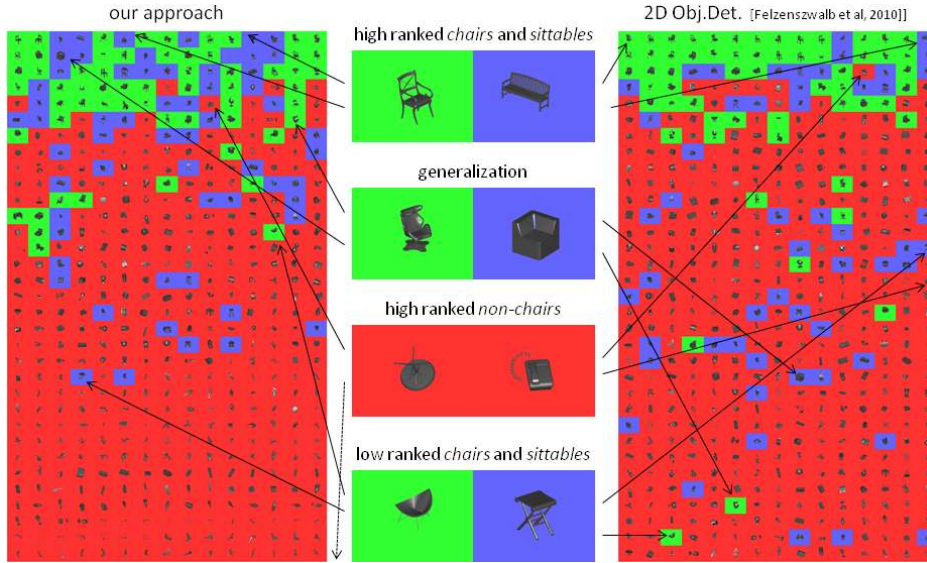 our approach
2D Obj.Det. [Felzenszwalb et al, 2010]]
high ranked chairs and sittables
generalization
high ranked non-chairs
low ranked chairs and sittables